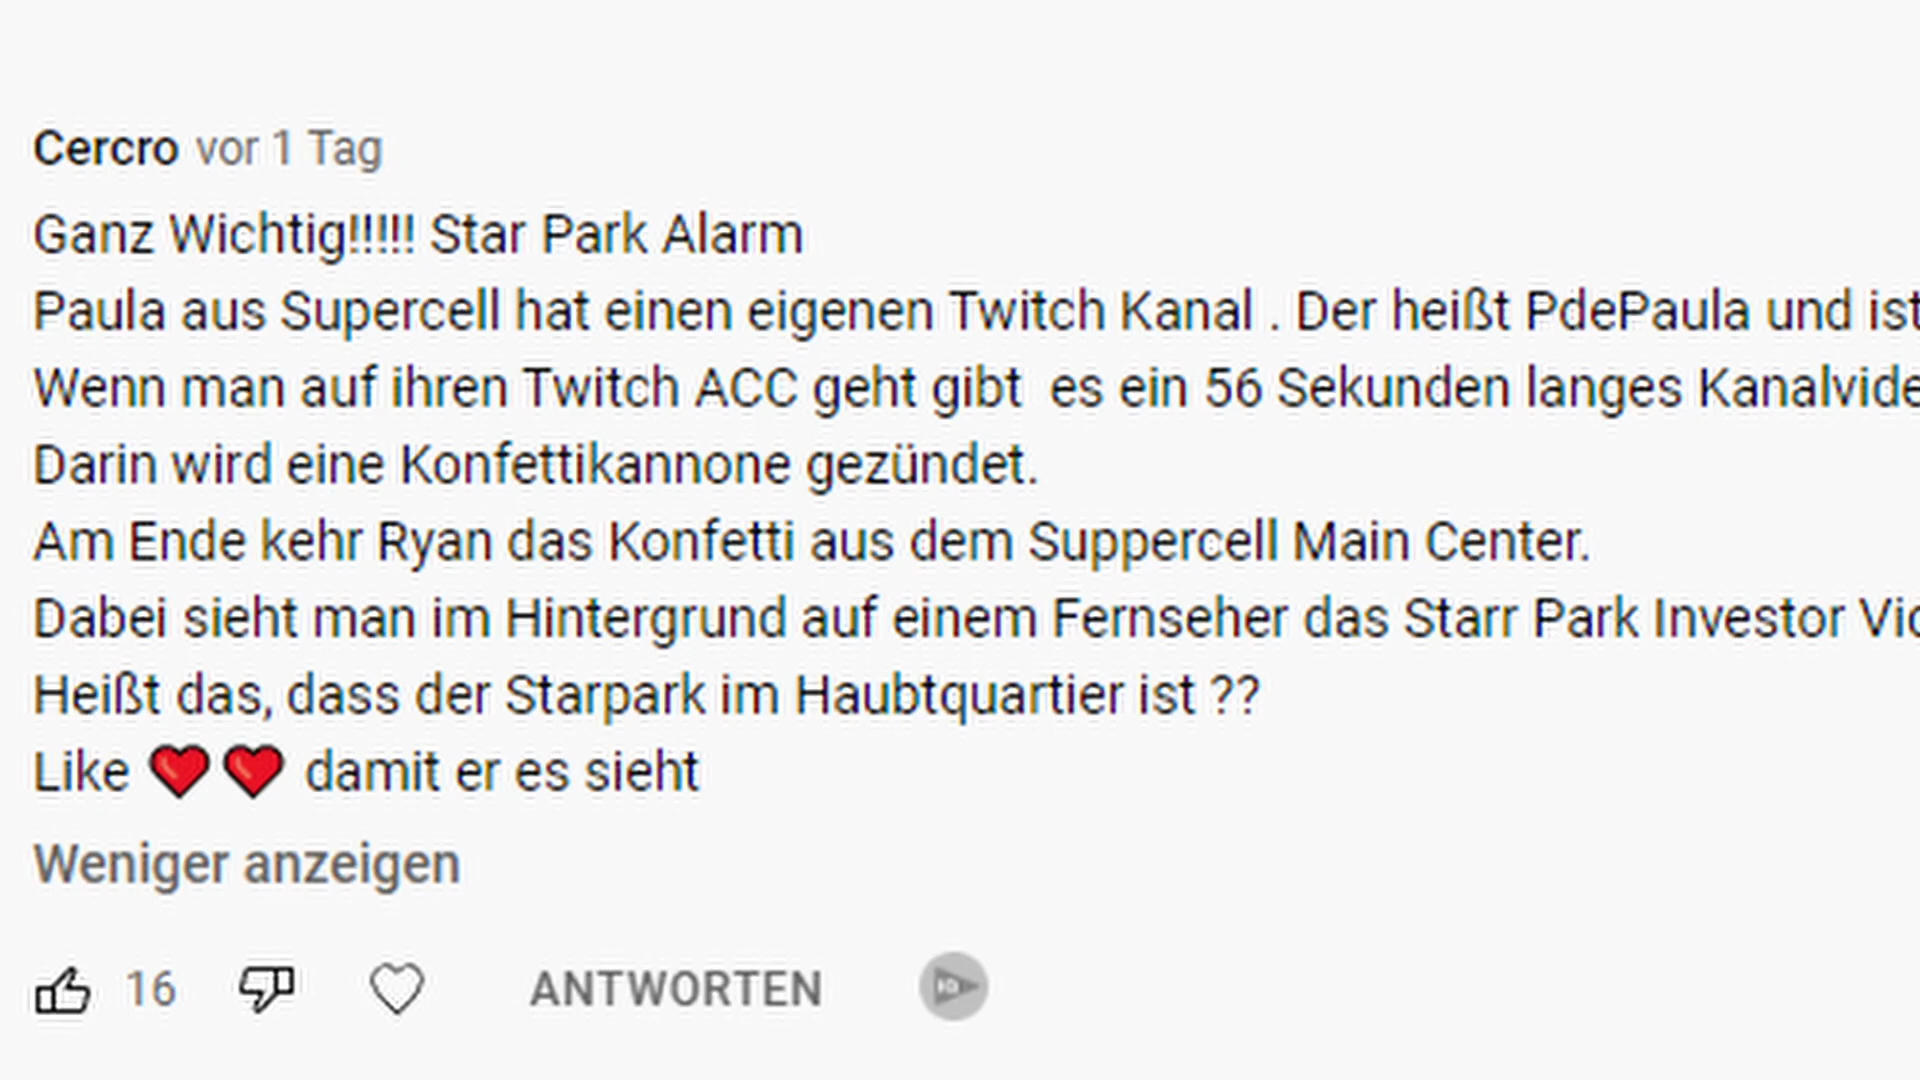 Cercro vor 1 Tag
Ganz Wichtig!!!!! Star Park Alarm
Paula aus Supercell hat einen eigenen Twitch Kanal . Der heißt PdePaula und ist
Wenn man auf ihren Twitch ACC geht gibt  es ein 56 Sekunden langes Kanalvide
Darin wird eine Konfettikannone gezündet.
Am Ende kehr Ryan das Konfetti aus dem Suppercell Main Center.
Dabei sieht man im Hintergrund auf einem Fernseher das Starr Park Investor Vid
Heißt das, dass der Starpark im Haubtquartier ist ??
Like ❤️❤️ damit er es sieht
Weniger anzeigen
16 ANTWORTEN